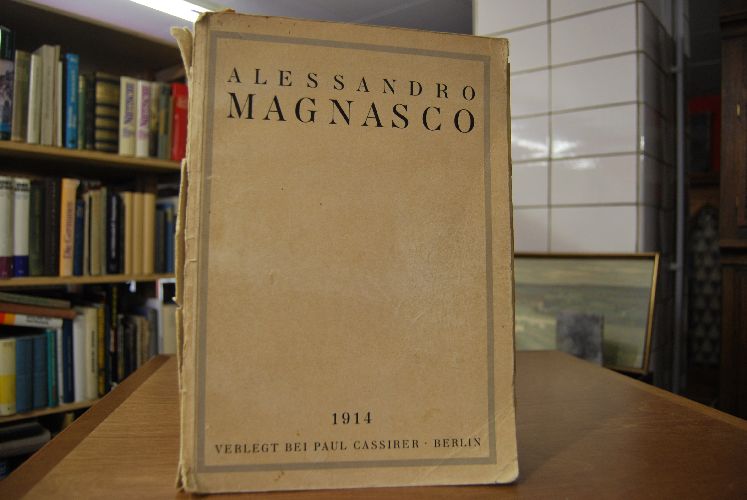 ALESSANDRO
MAGNASCO
1914
VERLEGT BEI PAUL CASSIRER · BERLIN